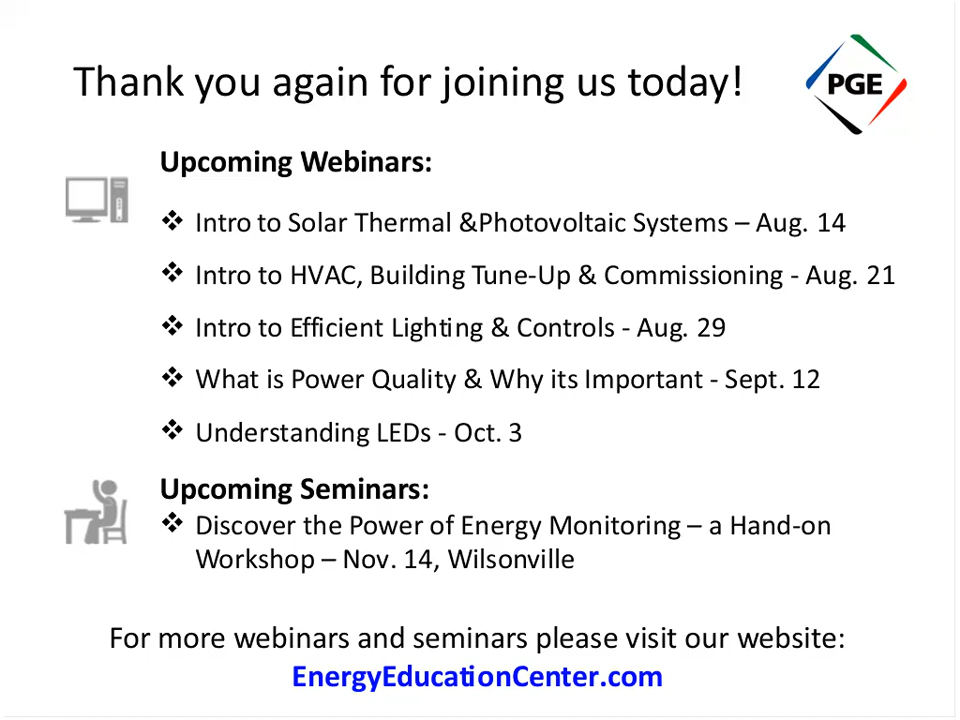 Thank you again for joining us today!
PGE
Upcoming Webinars:
❖ Intro to Solar Thermal &Photovoltaic Systems – Aug. 14
❖ Intro to HVAC, Building Tune-Up & Commissioning - Aug. 21
❖ Intro to Efficient Lighting & Controls - Aug. 29
❖ What is Power Quality & Why its Important - Sept. 12
❖ Understanding LEDs - Oct. 3
Upcoming Seminars:
❖ Discover the Power of Energy Monitoring – a Hand-on
Workshop – Nov. 14, Wilsonville
For more webinars and seminars please visit our website:
EnergyEducationCenter.com